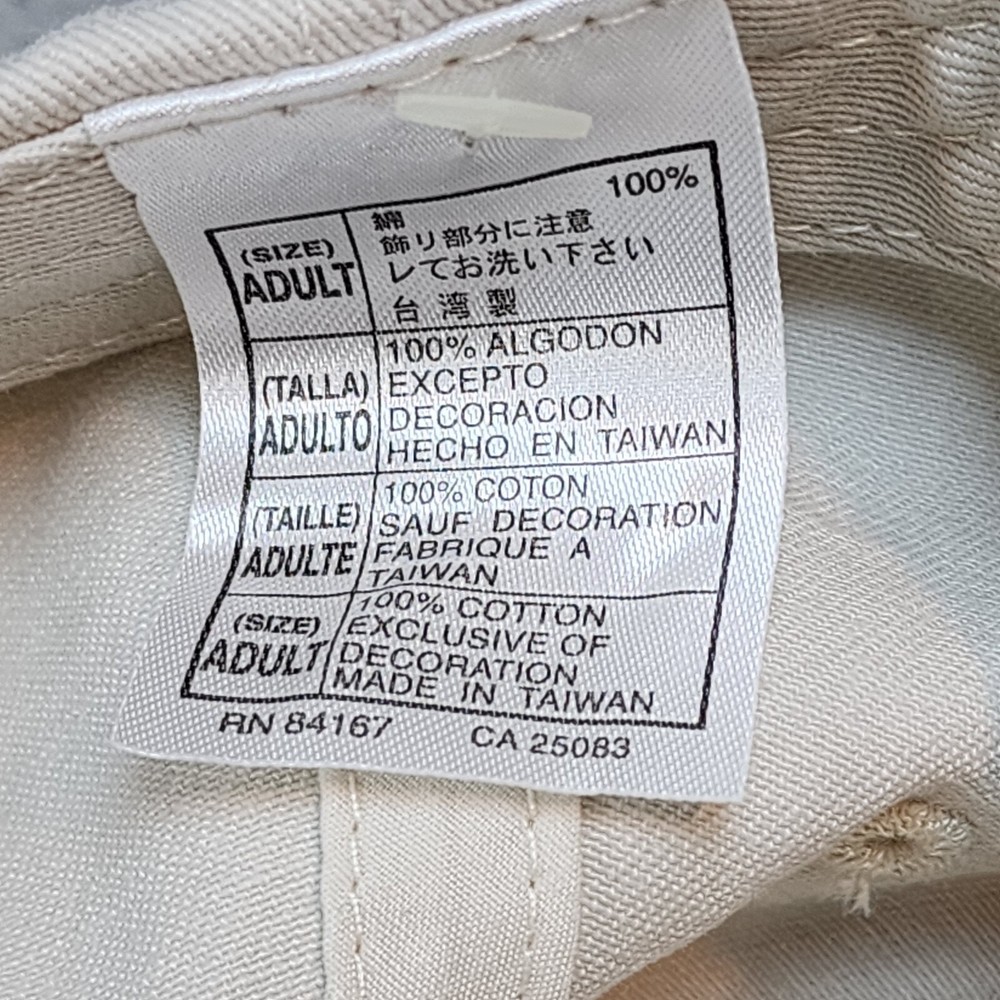 (SIZE)
ADULT
綿 100%
飾り部分に注意
してお洗い下さい
台湾製
(TALLA)
ADULTO
100% ALGODON
EXCEPTO
DECORACION
HECHO EN TAIWAN
(TAILLE)
ADULTE
100% COTON
SAUF DECORATION
FABRIQUE A
TAIWAN
(SIZE)
ADULT
100% COTTON
EXCLUSIVE OF
DECORATION
MADE IN TAIWAN
RN 84167 CA 25083